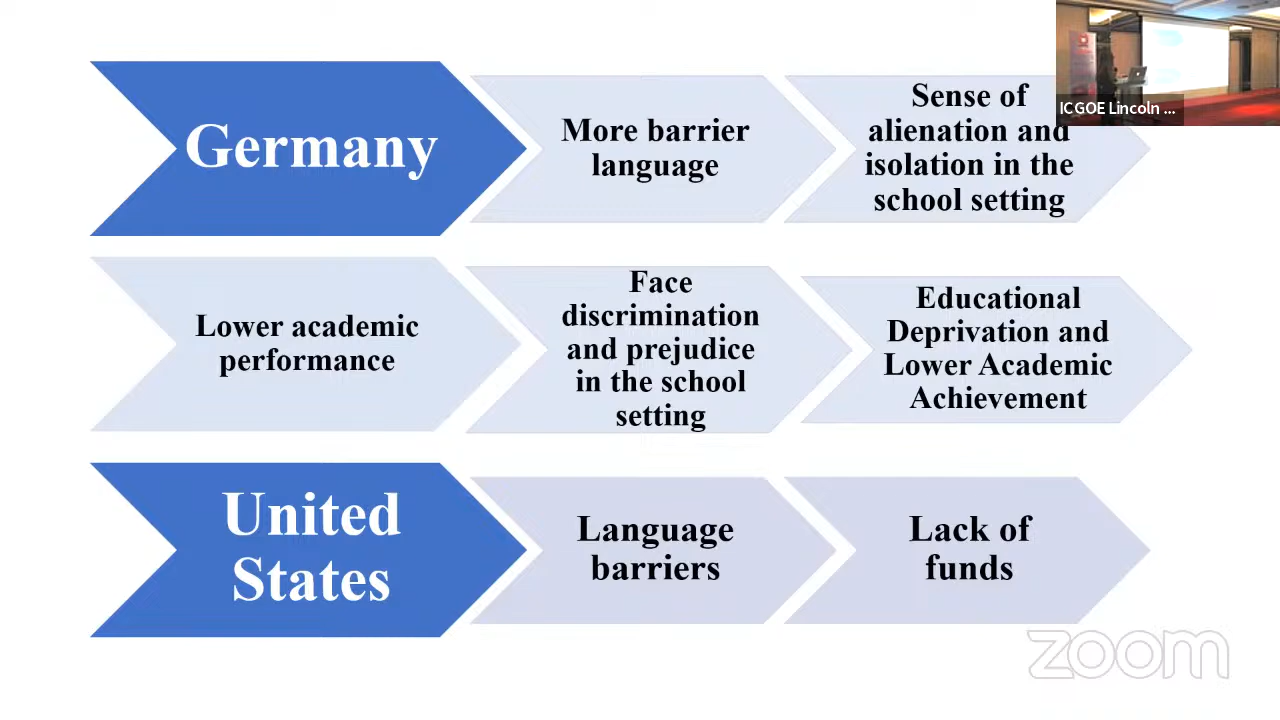 Germany
More barrier
language
Sense of
alienation and
isolation in the
school setting
ICGOE Lincoln ...
Lower academic
performance
Face
discrimination
and prejudice
in the school
setting
Educational
Deprivation and
Lower Academic
Achievement
United
States
Language
barriers
Lack of
funds
zoom